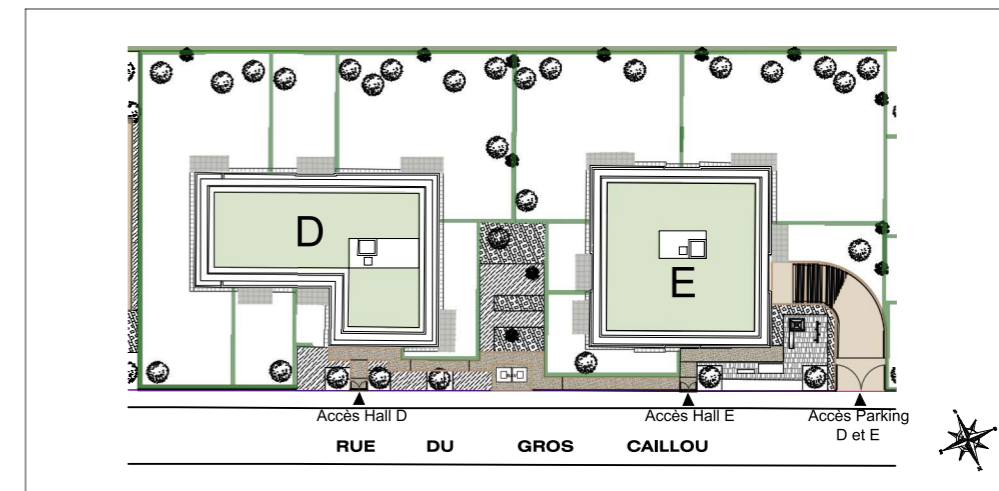 D
E
Accès Hall D
Accès Hall E
Accès Parking
D et E
RUE DU GROS CAILLOU